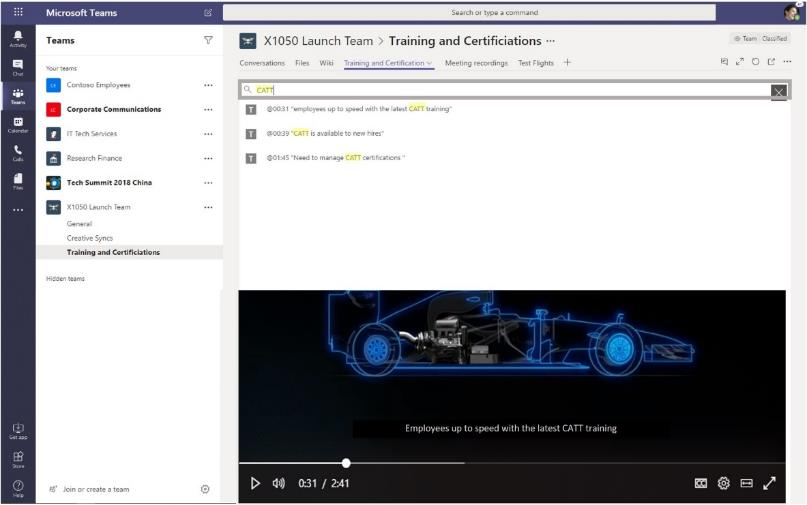 Microsoft Teams
Search or type a command
Activity
Chat
Teams
Calendar
Calls
Files
Get app
Store
Help
Teams
Your teams
Contoso Employees
Corporate Communications
IT Tech Services
Research Finance
Tech Summit 2018 China
X1050 Launch Team
General
Creative Syncs
Training and Certificiations
Hidden teams
Join or create a team
X1050 Launch Team > Training and Certificiations
Team Classified
Conversations Files Wiki Training and Certification Meeting recordings Test Flights
CATT
T @00:31 "employees up to speed with the latest CATT training"
T @00:39 "CATT is available to new hires"
T @01:45 "Need to manage CATT certifications "
Employees up to speed with the latest CATT training
0:31 / 2:41
CC